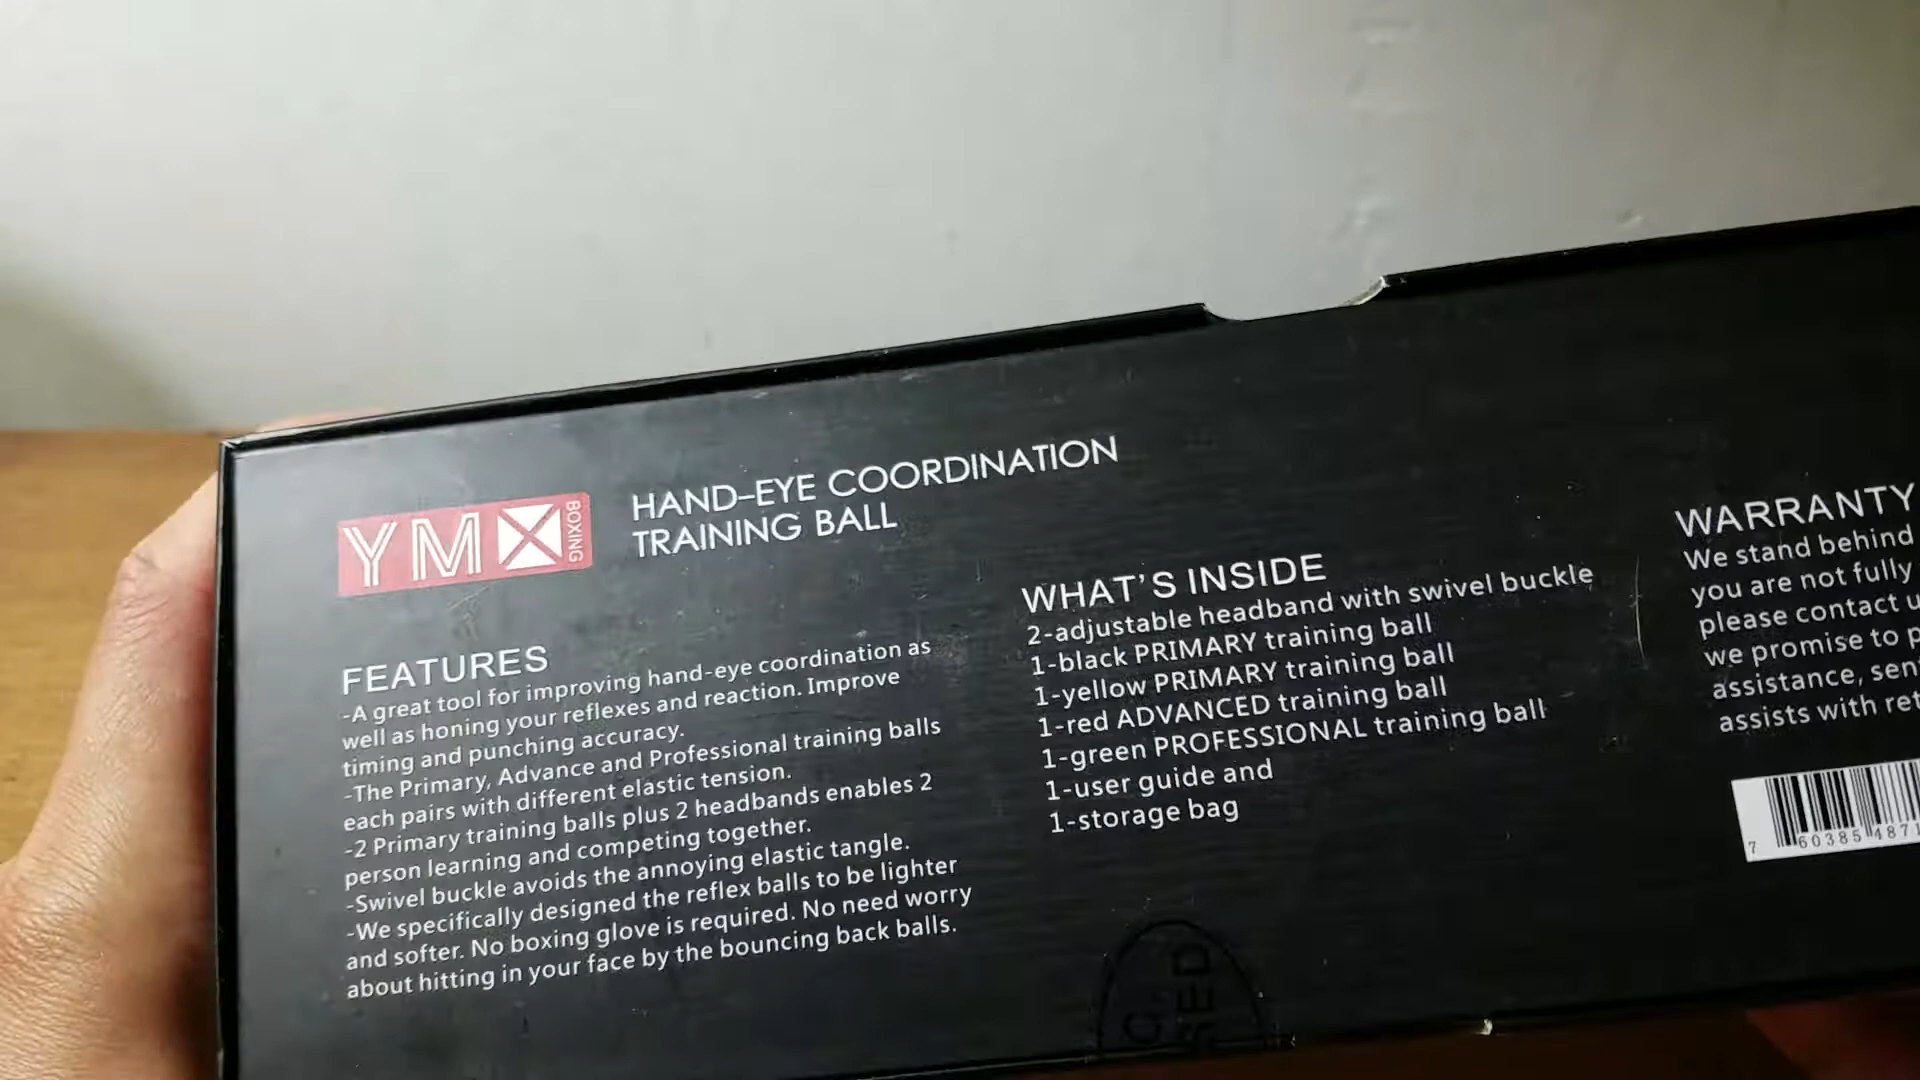 YMX BOXING
HAND-EYE COORDINATION
TRAINING BALL
FEATURES
-A great tool for improving hand-eye coordination as
well as honing your reflexes and reaction. Improve
timing and punching accuracy.
-The Primary, Advance and Professional training balls
each pairs with different elastic tension.
-2 Primary training balls plus 2 headbands enables 2
person learning and competing together.
-Swivel buckle avoids the annoying elastic tangle.
-We specifically designed the reflex balls to be lighter
and softer. No boxing glove is required. No need worry
about hitting in your face by the bouncing back balls.
WHAT'S INSIDE
2-adjustable headband with swivel buckle
1-black PRIMARY training ball
1-yellow PRIMARY training ball
1-red ADVANCED training ball
1-green PROFESSIONAL training ball
1-user guide and
1-storage bag
WARRANTY
We stand behind
you are not fully
please contact
we promise to
assistance,
assists with
7 60385 4871